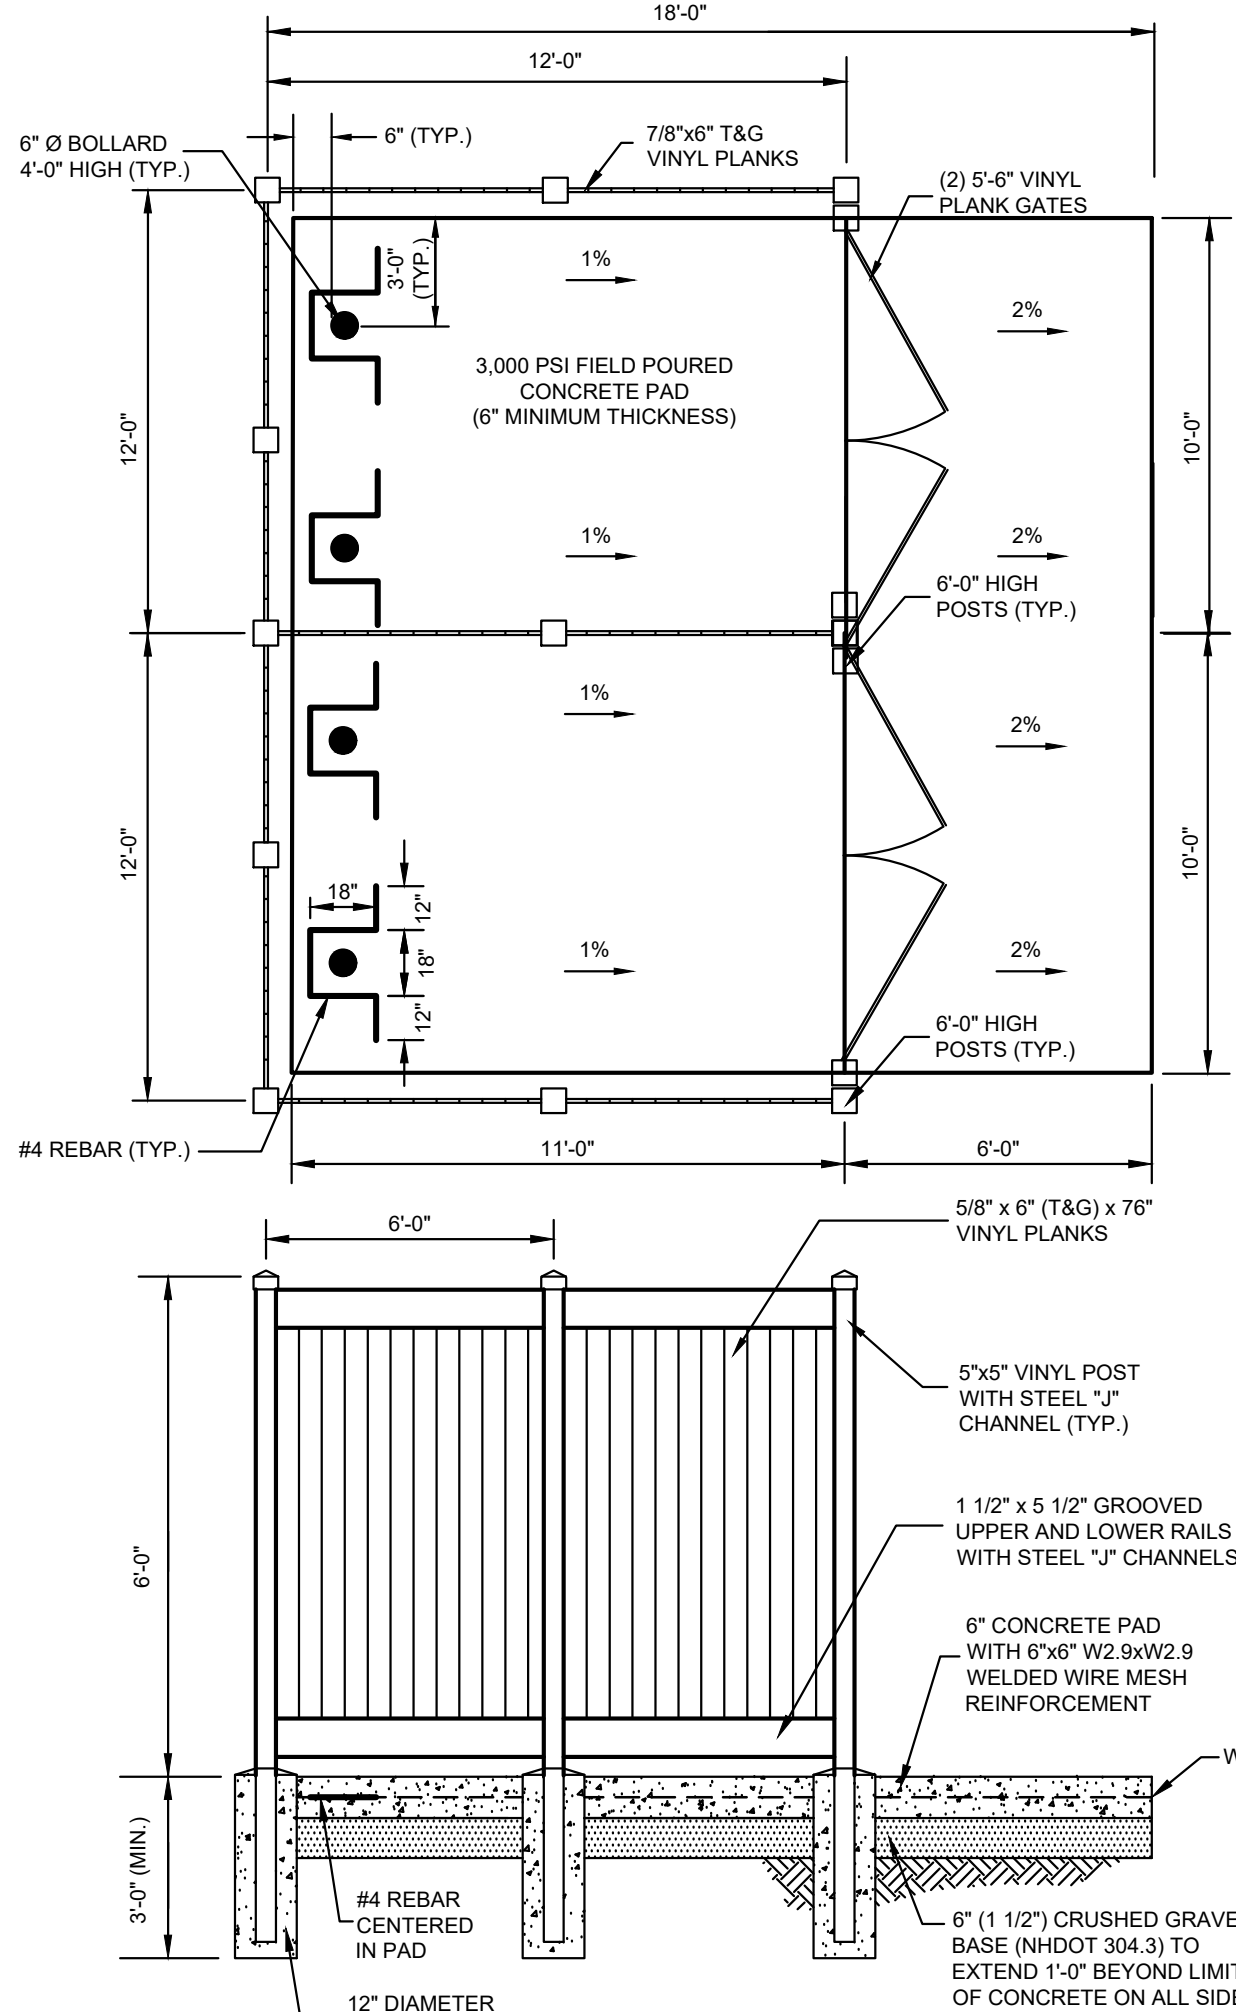 18'-0"
12'-0"
6" Ø BOLLARD
4'-0" HIGH (TYP.)
6" (TYP.)
7/8"x6" T&G
VINYL PLANKS
(2) 5'-6" VINYL
PLANK GATES
3'-0"
(TYP.)
1%
2%
3,000 PSI FIELD POURED
CONCRETE PAD
(6" MINIMUM THICKNESS)
12'-0"
10'-0"
1%
2%
6'-0" HIGH
POSTS (TYP.)
1%
2%
12'-0"
10'-0"
18"
12"
18"
12"
1%
2%
6'-0" HIGH
POSTS (TYP.)
#4 REBAR (TYP.)
11'-0"
6'-0"
6'-0"
5/8" x 6" (T&G) x 76"
VINYL PLANKS
5"x5" VINYL POST
WITH STEEL "J"
CHANNEL (TYP.)
6'-0"
1 1/2" x 5 1/2" GROOVED
UPPER AND LOWER RAILS
WITH STEEL "J" CHANNELS
6" CONCRETE PAD
WITH 6"x6" W2.9xW2.9
WELDED WIRE MESH
REINFORCEMENT
W
3'-0" (MIN.)
#4 REBAR
CENTERED
IN PAD
6" (1 1/2") CRUSHED GRAVE
BASE (NHDOT 304.3) TO
EXTEND 1'-0" BEYOND LIMIT
OF CONCRETE ON ALL SIDE
12" DIAMETER